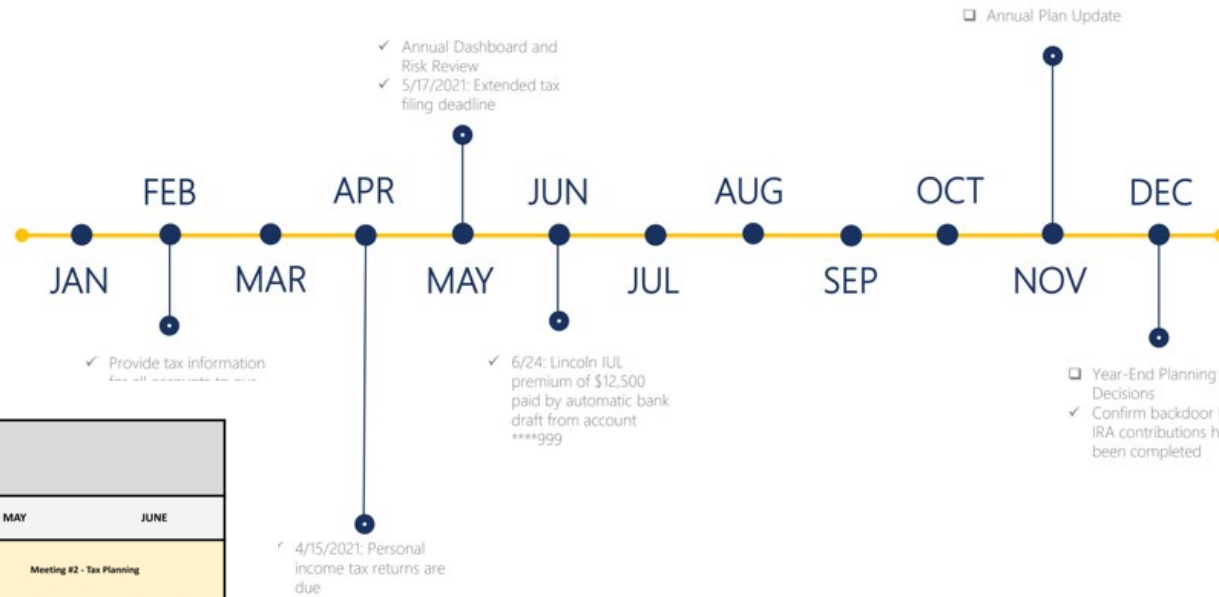 Annual Plan Update
Annual Dashboard and
Risk Review
5/17/2021: Extended tax
filing deadline
FEB
APR
JUN
AUG
OCT
DEC
JAN
MAR
MAY
JUL
SEP
NOV
Provide tax information
6/24: Lincoln IUL
premium of $12,500
paid by automatic bank
draft from account
****999
Year-End Planning
Decisions
Confirm backdoor
IRA contributions
been completed
4/15/2021: Personal
income tax returns are
due
MAY JUNE
Meeting #2 - Tax Planning